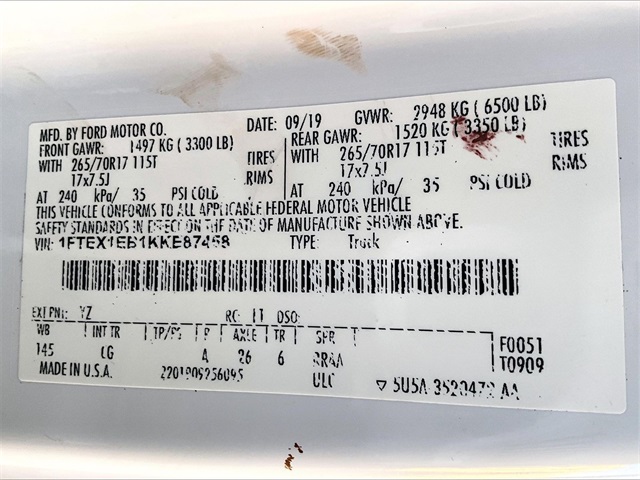 MFD. BY FORD MOTOR CO. DATE: 09/19 GVWR: 2948 KG ( 6500 LB)
FRONT GAWR: 1497 KG ( 3300 LB) REAR GAWR: 1520 KG ( 3350 LB)
WITH 265/70R17 115T TIRES WITH 265/70R17 115T TIRES
17x7.5J RIMS 17x7.5J RIMS
AT 240 kPa/ 35 PSI COLD AT 240 kPa/ 35 PSI COLD
THIS VEHICLE CONFORMS TO ALL APPLICABLE FEDERAL MOTOR VEHICLE
SAFETY STANDARDS IN EFFECT ON THE DATE OF MANUFACTURE SHOWN ABOVE.
VIN: 1FTEX1EB1KKE87458 TYPE: Truck
EXT PNT: YZ RC: 11 DSO:
WB INT TR TP/PS R AXLE TR SPR F0051
145 LG A 26 6 RRAA T0909
MADE IN U.S.A. 2201909256095 ULC 5U5A-3520472-AA